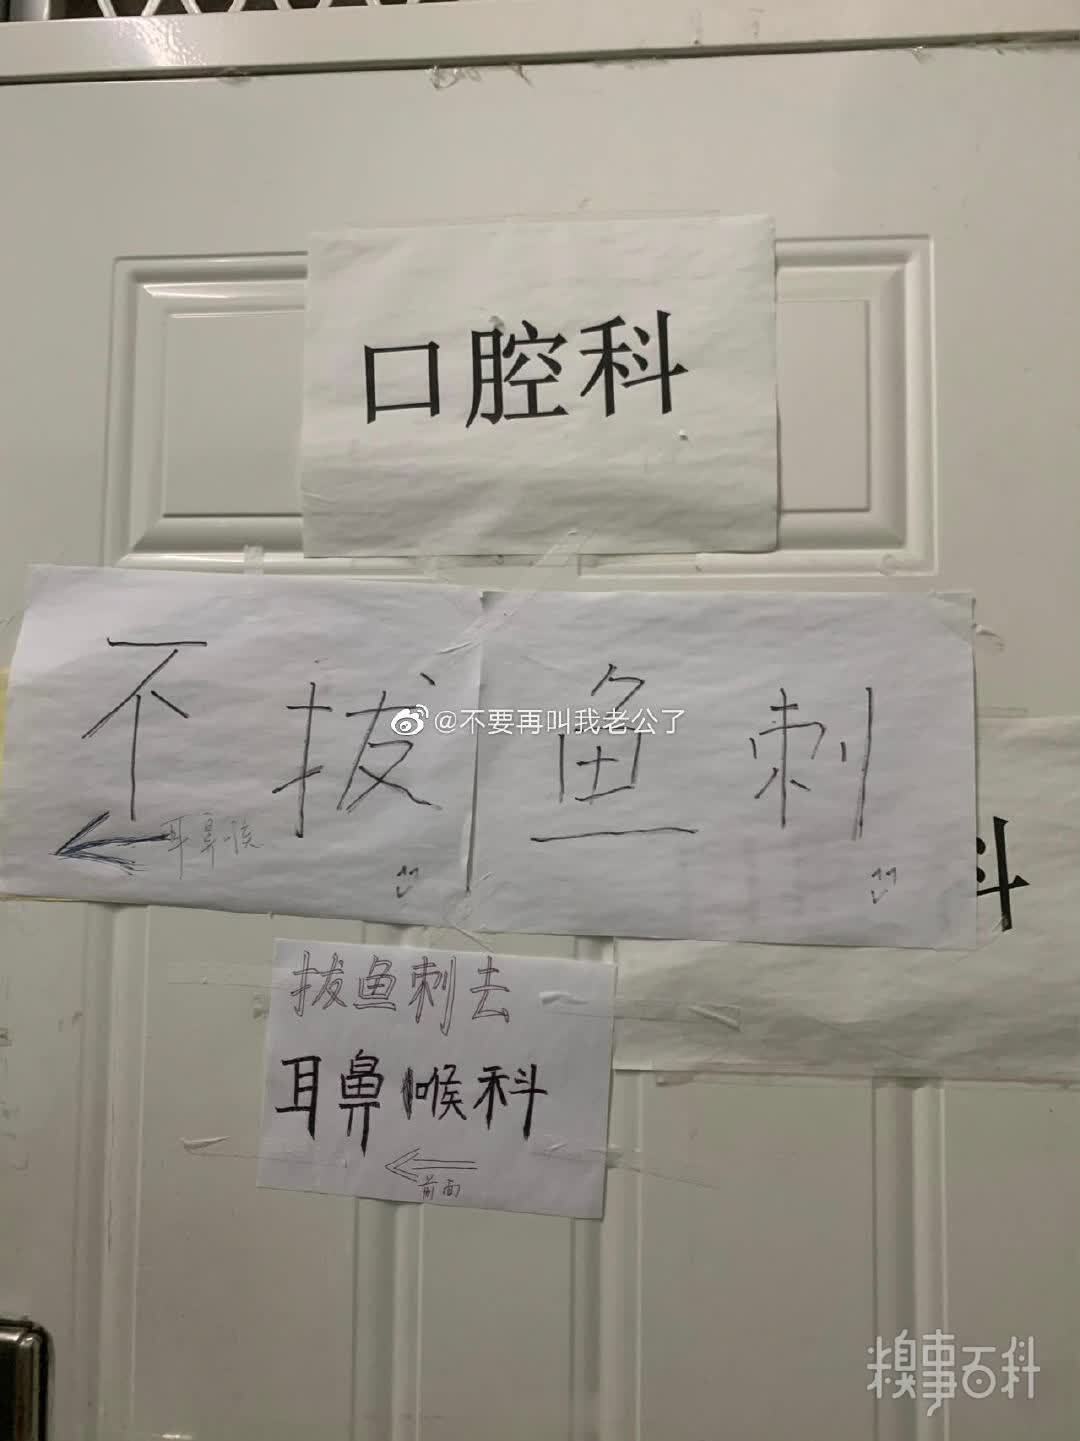 口腔科
不拔鱼刺
@不要再叫我老公了
耳鼻喉
科
拔鱼刺去
耳鼻喉科
前面
糗事百科